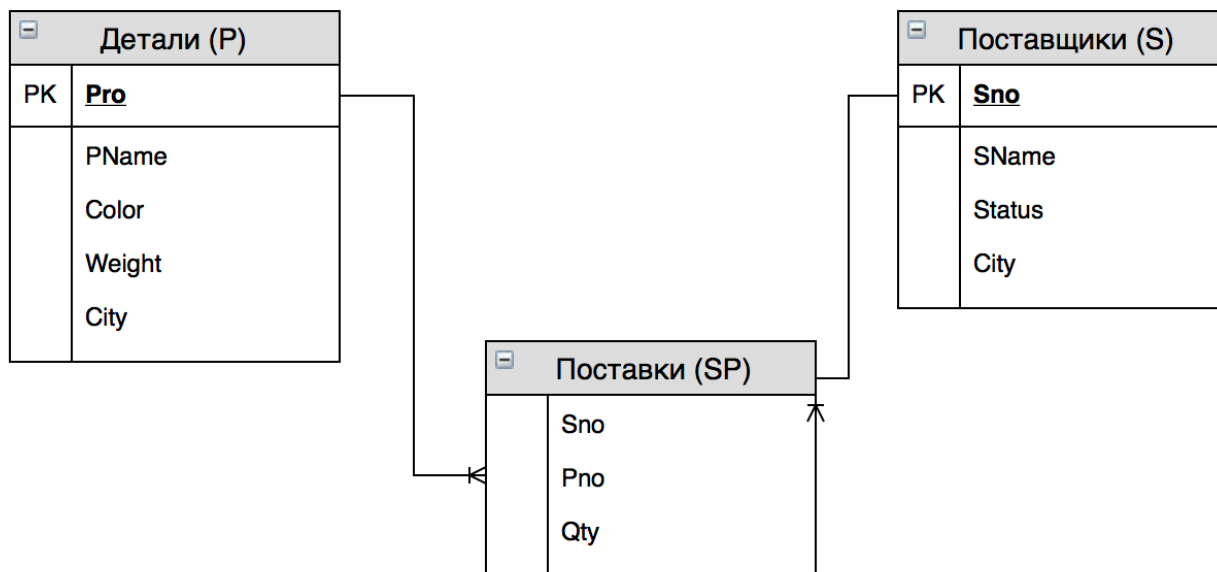 Детали (P)
PK Pro
PName
Color
Weight
City
Поставщики (S)
PK Sno
SName
Status
City
Поставки (SP)
Sno
Pno
Qty